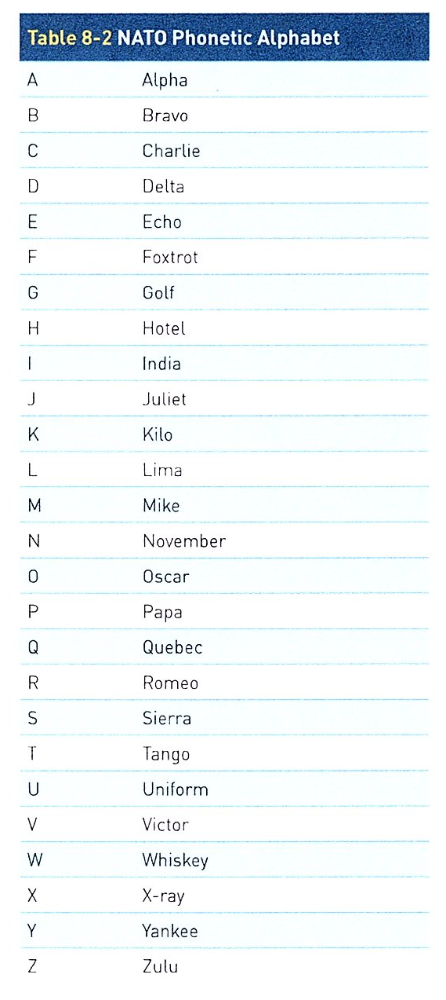 Table 8-2 NATO Phonetic Alphabet
A Alpha
B Bravo
C Charlie
D Delta
E Echo
F Foxtrot
G Golf
H Hotel
I India
J Juliet
K Kilo
L Lima
M Mike
N November
O Oscar
P Papa
Q Quebec
R Romeo
S Sierra
T Tango
U Uniform
V Victor
W Whiskey
X X-ray
Y Yankee
Z Zulu